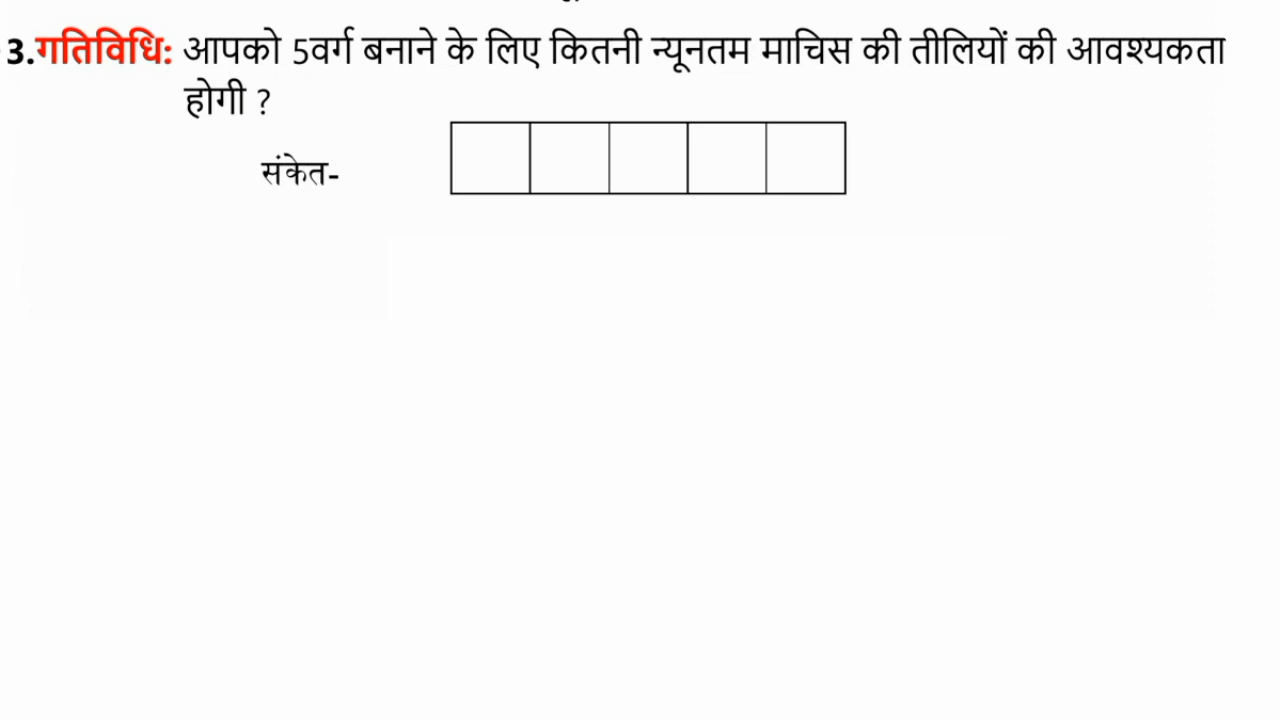 3.गतिविधि: आपको 5वर्ग बनाने के लिए कितनी न्यूनतम माचिस की तीलियों की आवश्यकता
होगी ?
संकेत-